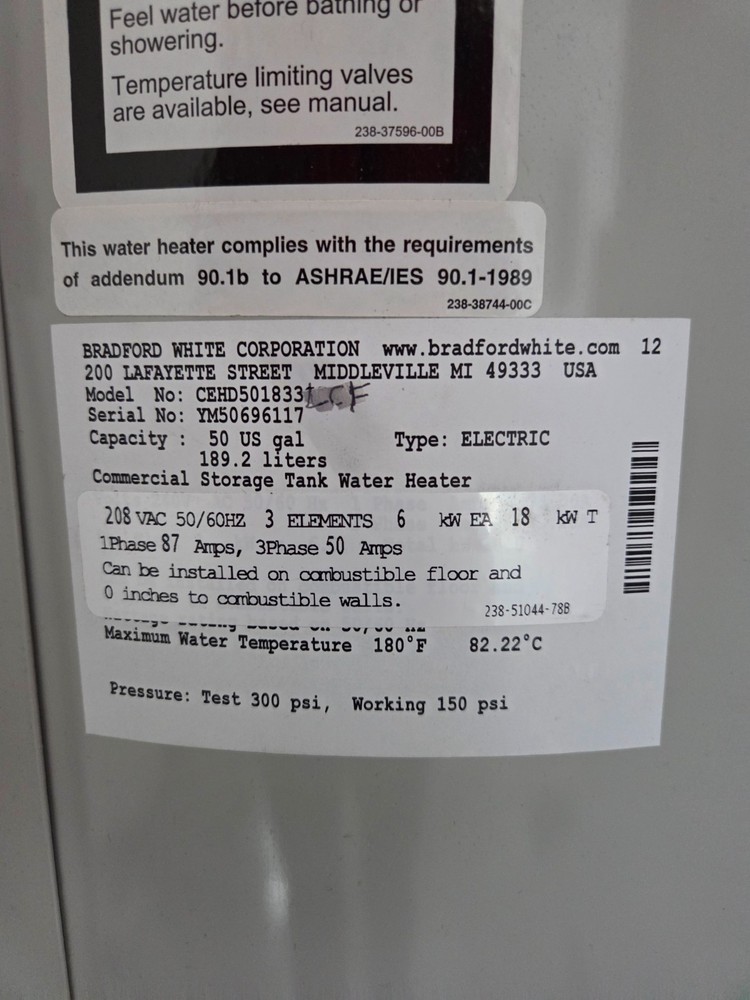 Feel water before bathing or
showering.
Temperature limiting valves
are available, see manual.
238-37596-00B
This water heater complies with the requirements
of addendum 90.1b to ASHRAE/IES 90.1-1989
238-38744-00C
BRADFORD WHITE CORPORATION www.bradfordwhite.com 12
200 LAFAYETTE STREET MIDDLEVILLE MI 49333 USA
Model No: CEHD501833
Serial No: YM50696117
Capacity : 50 US gal Type: ELECTRIC
189.2 liters
Commercial Storage Tank Water Heater
208 VAC 50/60HZ 3 ELEMENTS 6 kW EA 18 kW T
1Phase 87 Amps, 3Phase 50 Amps
Can be installed on combustible floor and
0 inches to combustible walls.
238-51044-78B
Maximum Water Temperature 180°F 82.22°C
Pressure: Test 300 psi, Working 150 psi